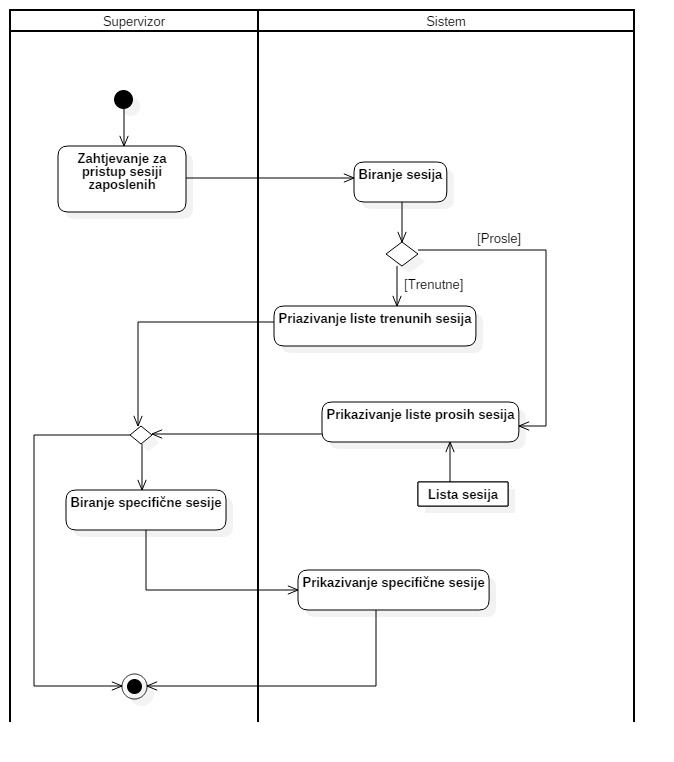 Supervizor
Sistem
Zahtjevanje za
pristup sesiji
zaposlenih
Biranje sesija
[Prosle]
[Trenutne]
Priazivanje liste trenunih sesija
Prikazivanje liste prosih sesija
Lista sesija
Biranje specifične sesije
Prikazivanje specifične sesije